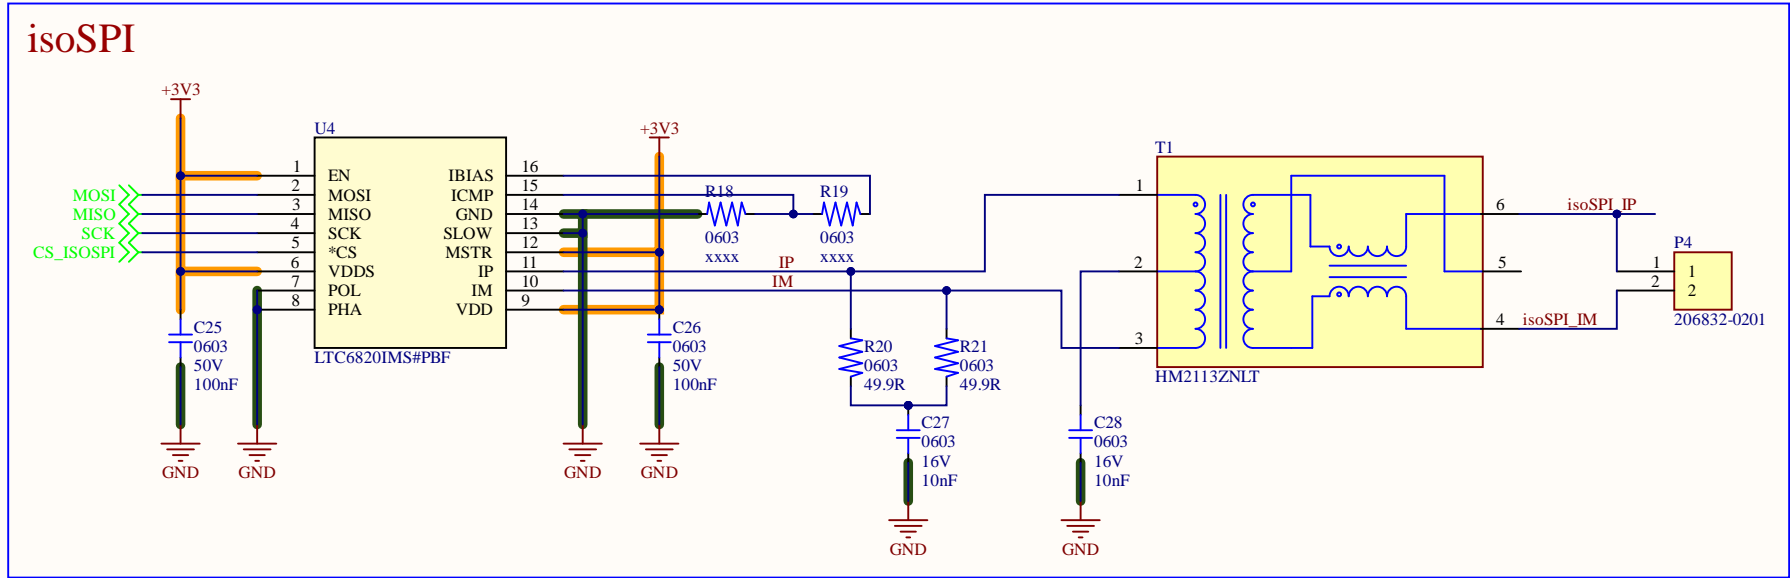 isoSPI
+3V3
U4
+3V3
T1
1 EN
2 MOSI
3 MISO
4 SCK
5 *CS
6 VDDS
7 POL
8 PHA
IBIAS 16
ICMP 15
GND 14
SLOW 13
MSTR 12
IP 11
IM 10
VDD 9
LTC6820IMS#PBF
MOSI
MISO
SCK
CS_ISOSPI
C25
0603
50V
100nF
GND
GND
GND
C26
0603
50V
100nF
GND
R18
0603
xxxx
R19
0603
xxxx
IP
IM
R20
0603
49.9R
R21
0603
49.9R
C27
0603
16V
10nF
GND
C28
0603
16V
10nF
GND
1
2
3
6
5
4
HM2113ZNLT
isoSPI_IP
isoSPI_IM
P4
1 1
2 2
206832-0201